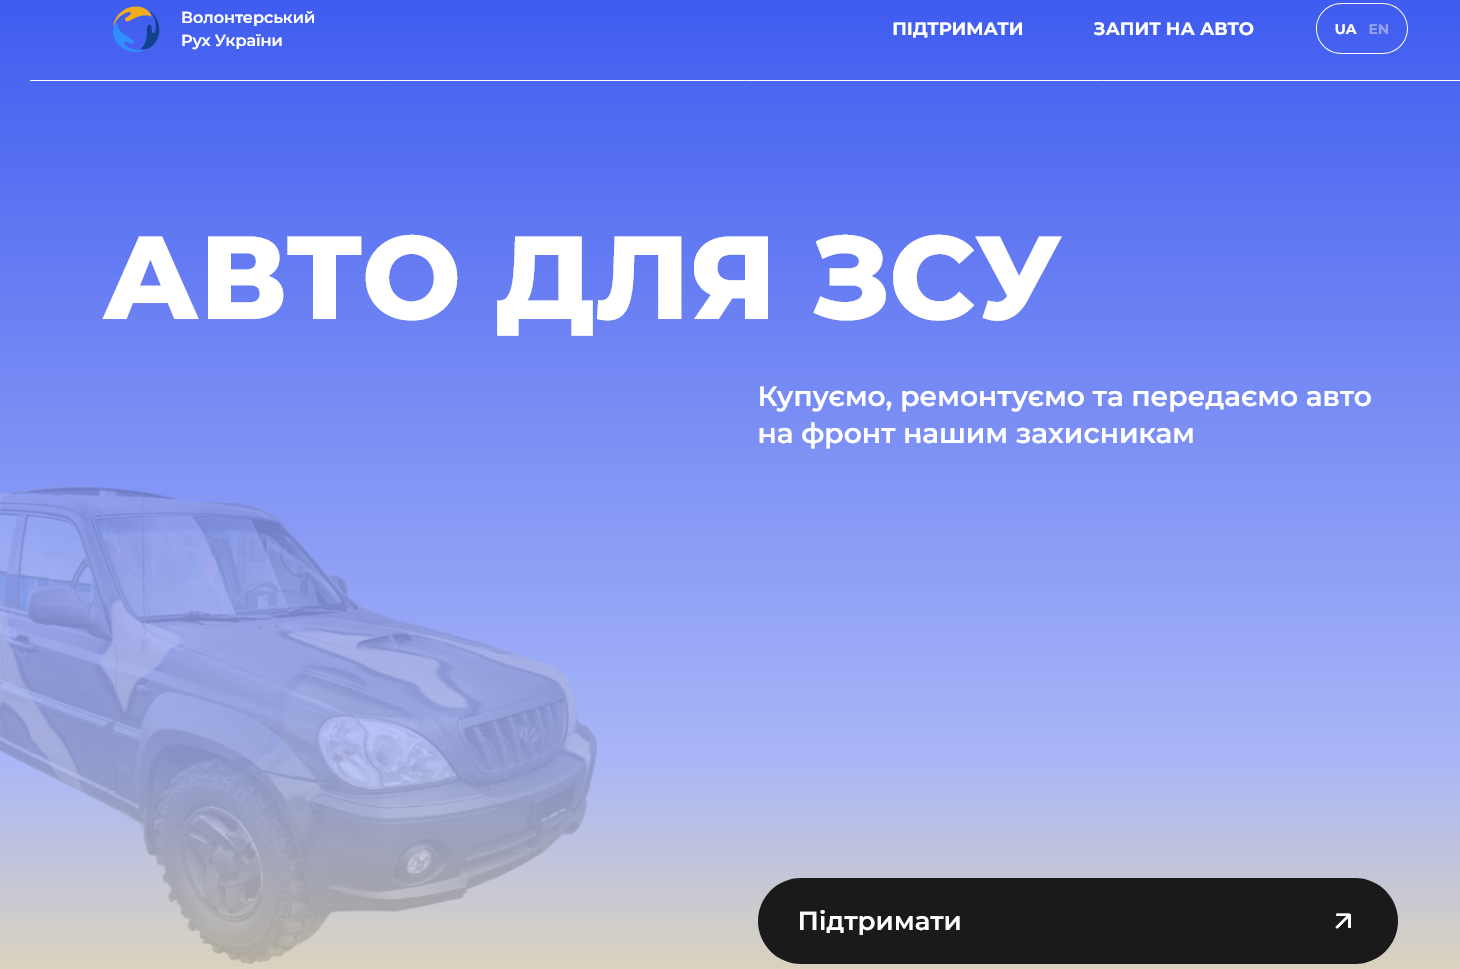 Волонтерський
Рух України
ПІДТРИМАТИ
ЗАПИТ НА АВТО
UA EN
АВТО ДЛЯ ЗСУ
Купуємо, ремонтуємо та передаємо авто
на фронт нашим захисникам
Підтримати